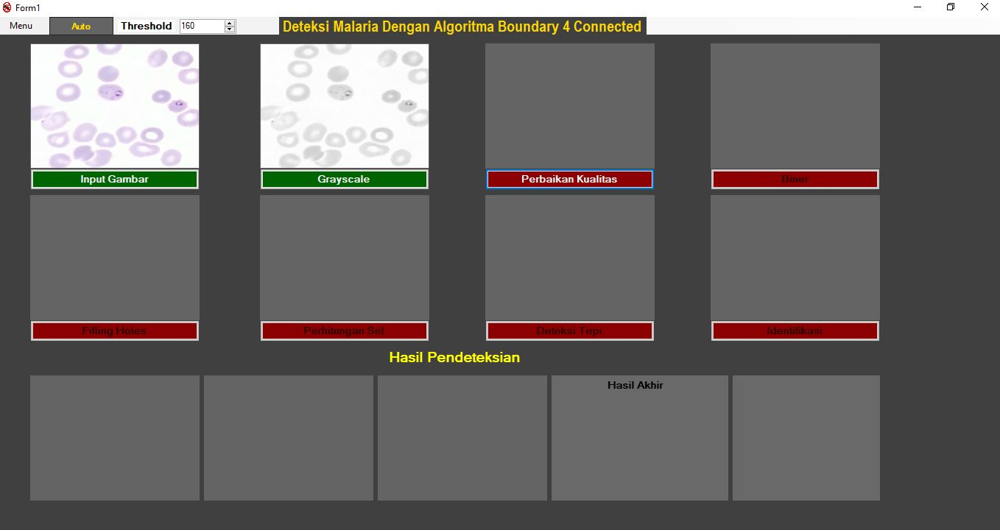 Form1
Menu
Auto
Threshold
160
Deteksi Malaria Dengan Algoritma Boundary 4 Connected
Input Gambar
Grayscale
Perbaikan Kualitas
Biner
Filling Holes
Perhitungan Sel
Deteksi Tepi
Identifikasi
Hasil Pendeteksian
Hasil Akhir